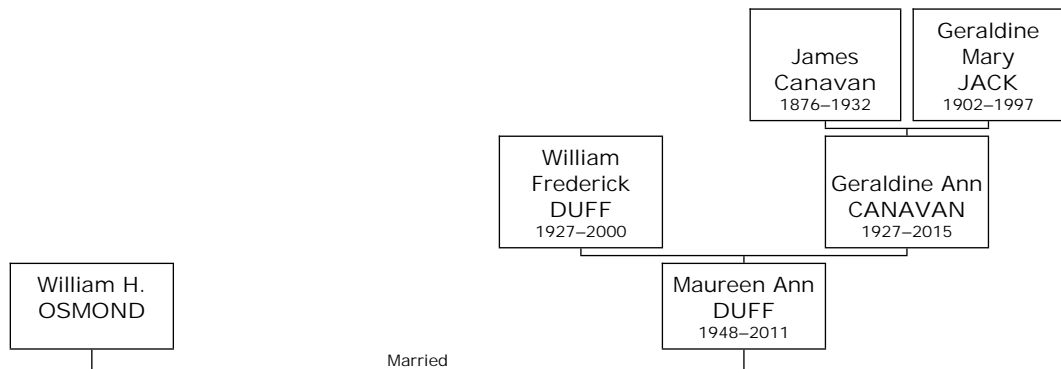 James
Canavan
1876–1932
Geraldine
Mary
JACK
1902–1997
William
Frederick
DUFF
1927–2000
Geraldine Ann
CANAVAN
1927–2015
William H.
OSMOND
Maureen Ann
DUFF
1948–2011
Married